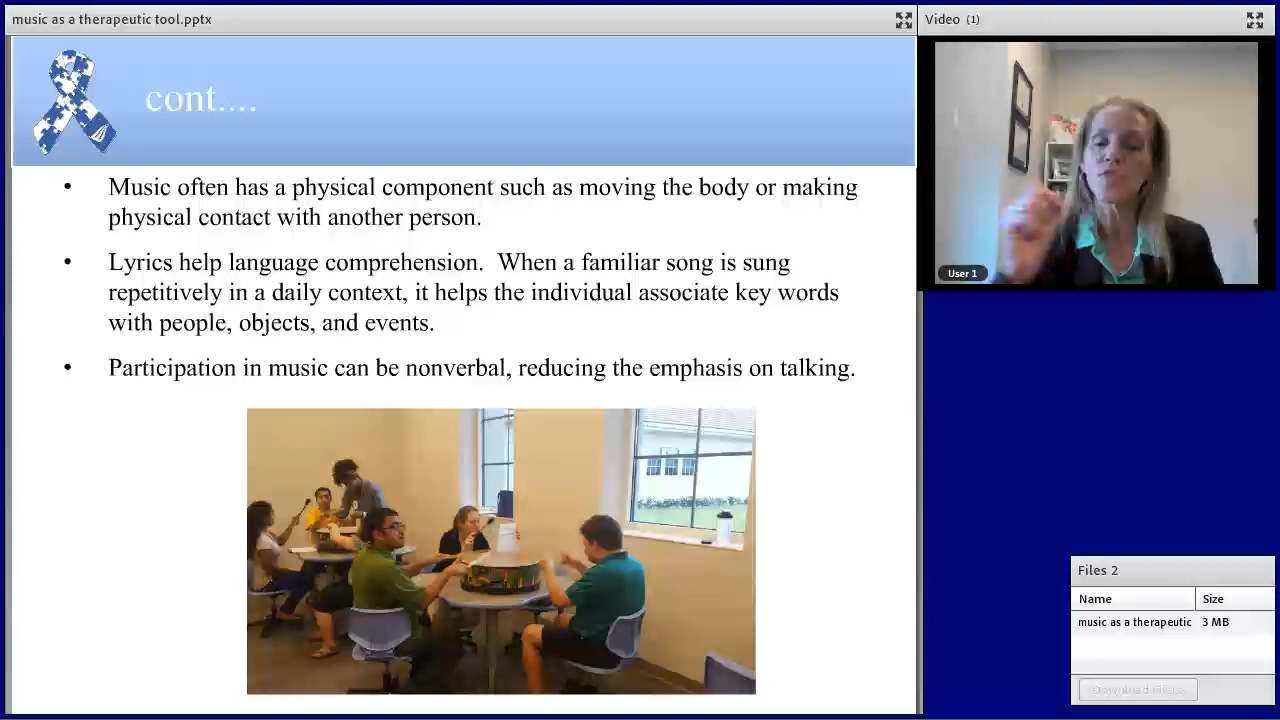 music as a therapeutic tool.pptx
Video (1)
cont....
• Music often has a physical component such as moving the body or making
physical contact with another person.
• Lyrics help language comprehension. When a familiar song is sung
repetitively in a daily context, it helps the individual associate key words
with people, objects, and events.
• Participation in music can be nonverbal, reducing the emphasis on talking.
User 1
Files 2
Name Size
music as a therapeutic 3 MB
Download File(s)